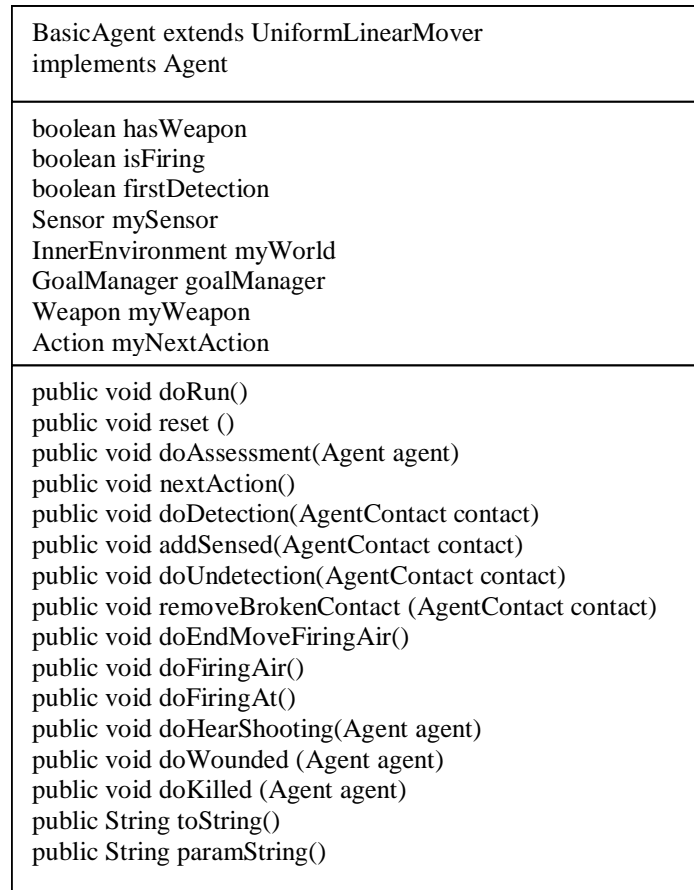 BasicAgent extends UniformLinearMover
implements Agent
boolean hasWeapon
boolean isFiring
boolean firstDetection
Sensor mySensor
InnerEnvironment myWorld
GoalManager goalManager
Weapon myWeapon
Action myNextAction
public void doRun()
public void reset ()
public void doAssessment(Agent agent)
public void nextAction()
public void doDetection(AgentContact contact)
public void addSensed(AgentContact contact)
public void doUndetection(AgentContact contact)
public void removeBrokenContact (AgentContact contact)
public void doEndMoveFiringAir()
public void doFiringAir()
public void doFiringAt()
public void doHearShooting(Agent agent)
public void doWounded (Agent agent)
public void doKilled (Agent agent)
public String toString()
public String paramString()